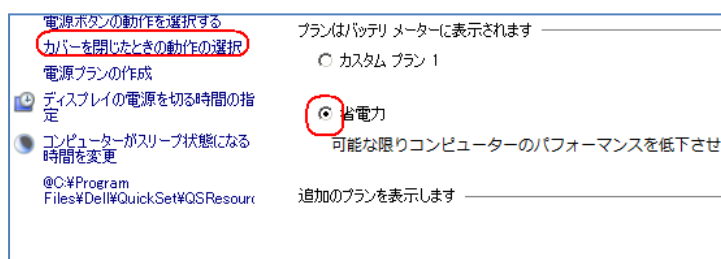 電源ボタンの動作を選択する
カバーを閉じたときの動作の選択
電源プランの作成
ディスプレイの電源を切る時間の指
定
コンピューターがスリープ状態になる
時間を変更
@C:¥Program
Files¥Dell¥QuickSet¥QSResour
プランはバッテリ メーターに表示されます
カスタム プラン 1
省電力
可能な限りコンピューターのパフォーマンスを低下させ
追加のプランを表示します